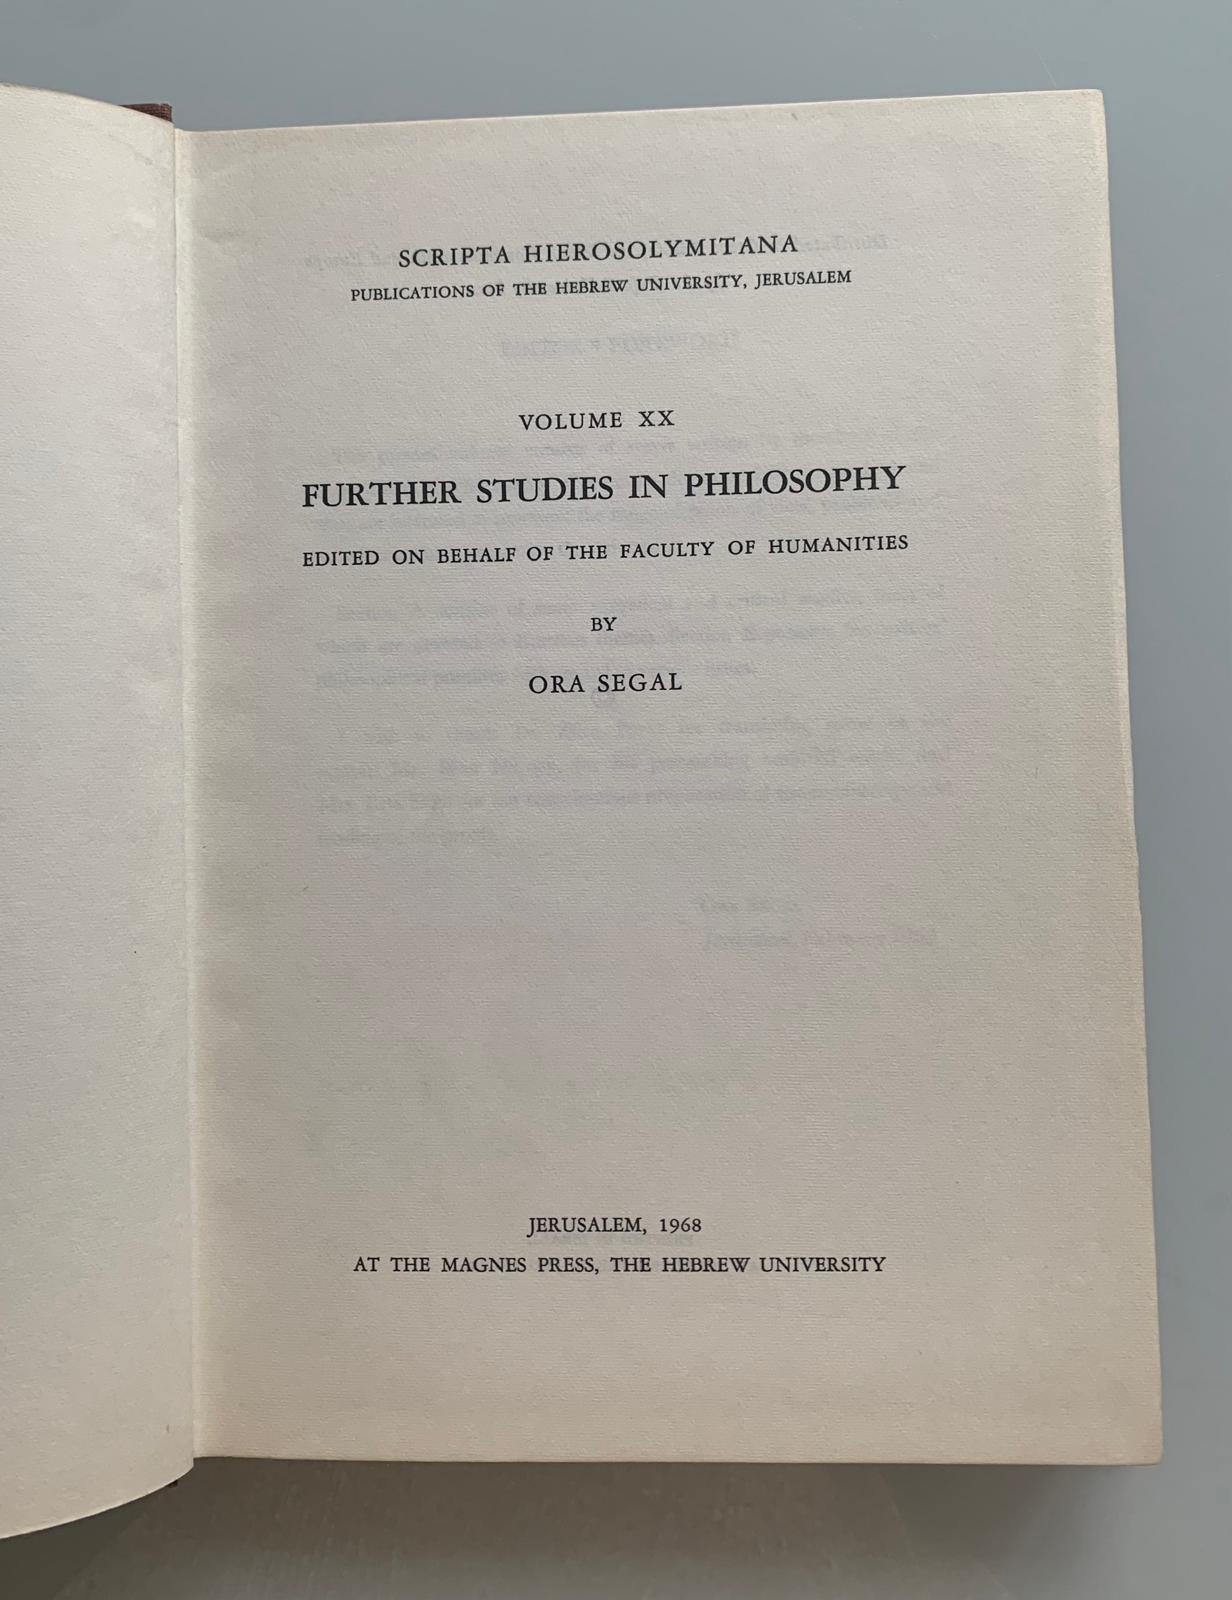 SCRIPTA HIEROSOLYMITANA
PUBLICATIONS OF THE HEBREW UNIVERSITY, JERUSALEM
VOLUME XX
FURTHER STUDIES IN PHILOSOPHY
EDITED ON BEHALF OF THE FACULTY OF HUMANITIES
BY
ORA SEGAL
JERUSALEM, 1968
AT THE MAGNES PRESS, THE HEBREW UNIVERSITY